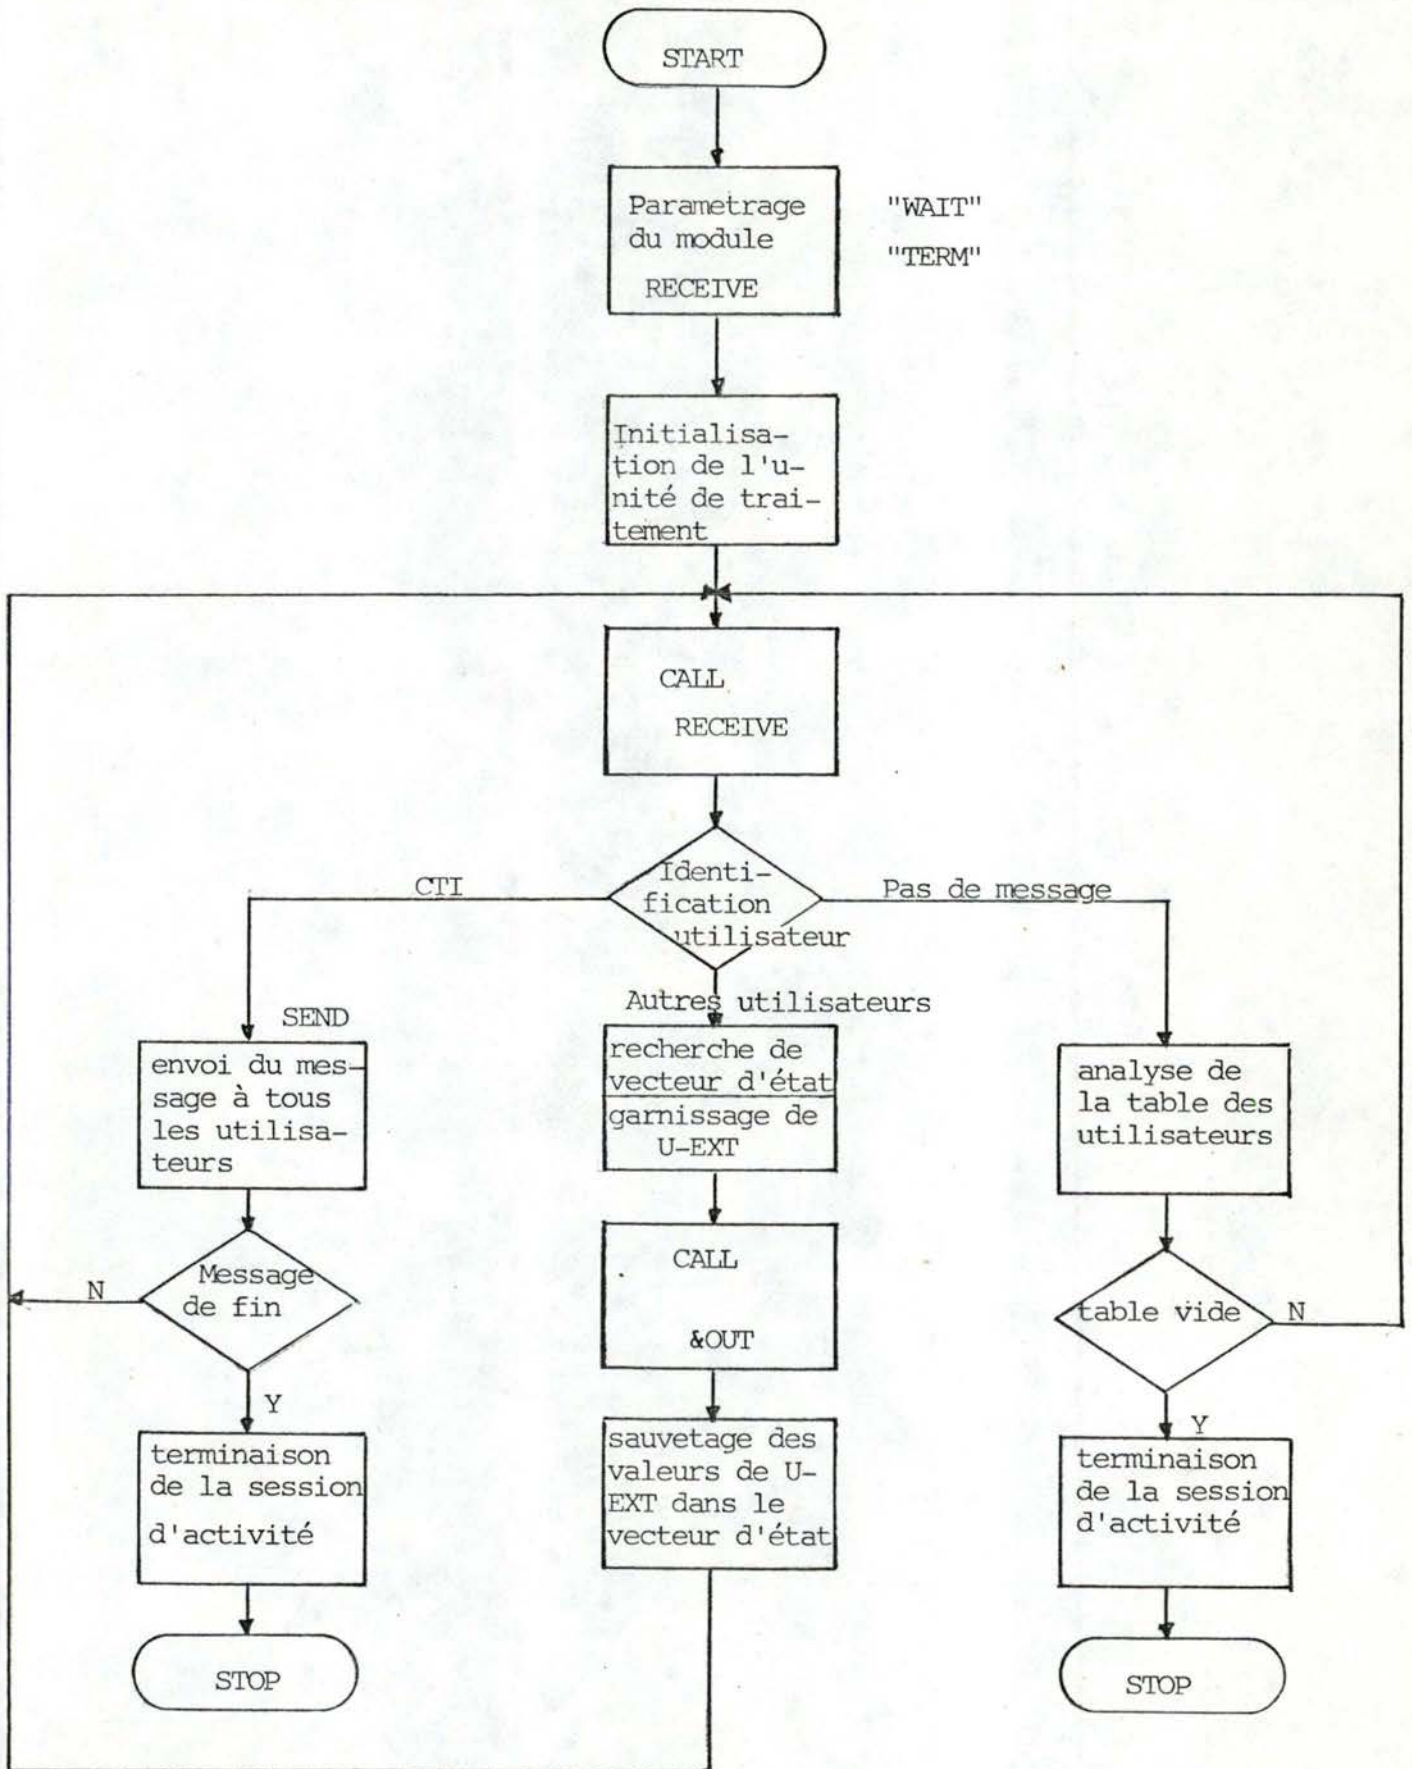 START
Parametrage
du module
RECEIVE
"WAIT"
"TERM"
Initialisa-
tion de l'u-
nité de trai-
tement
CALL
RECEIVE
Identi-
fication
utilisateur
CTI
Pas de message
Autres utilisateurs
SEND
envoi du mes-
sage à tous
les utilisa-
teurs
recherche de
vecteur d'état
garnissage de
U-EXT
analyse de
la table des
utilisateurs
Message
de fin
N
CALL
&OUT
table vide
N
Y
Y
terminaison
de la session
d'activité
sauvetage des
valeurs de U-
EXT dans le
vecteur d'état
terminaison
de la session
d'activité
STOP
STOP